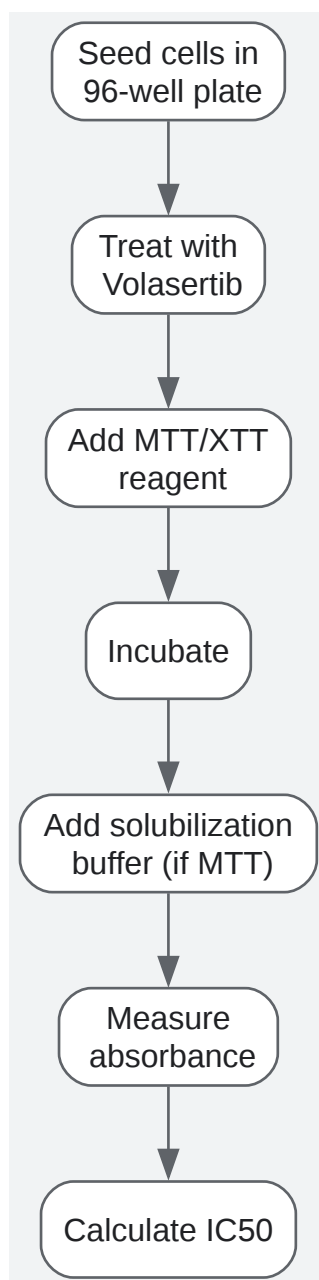 Seed cells in
96-well plate
Treat with
Volasertib
Add MTT/XTT
reagent
Incubate
Add solubilization
buffer (if MTT)
Measure
absorbance
Calculate IC50